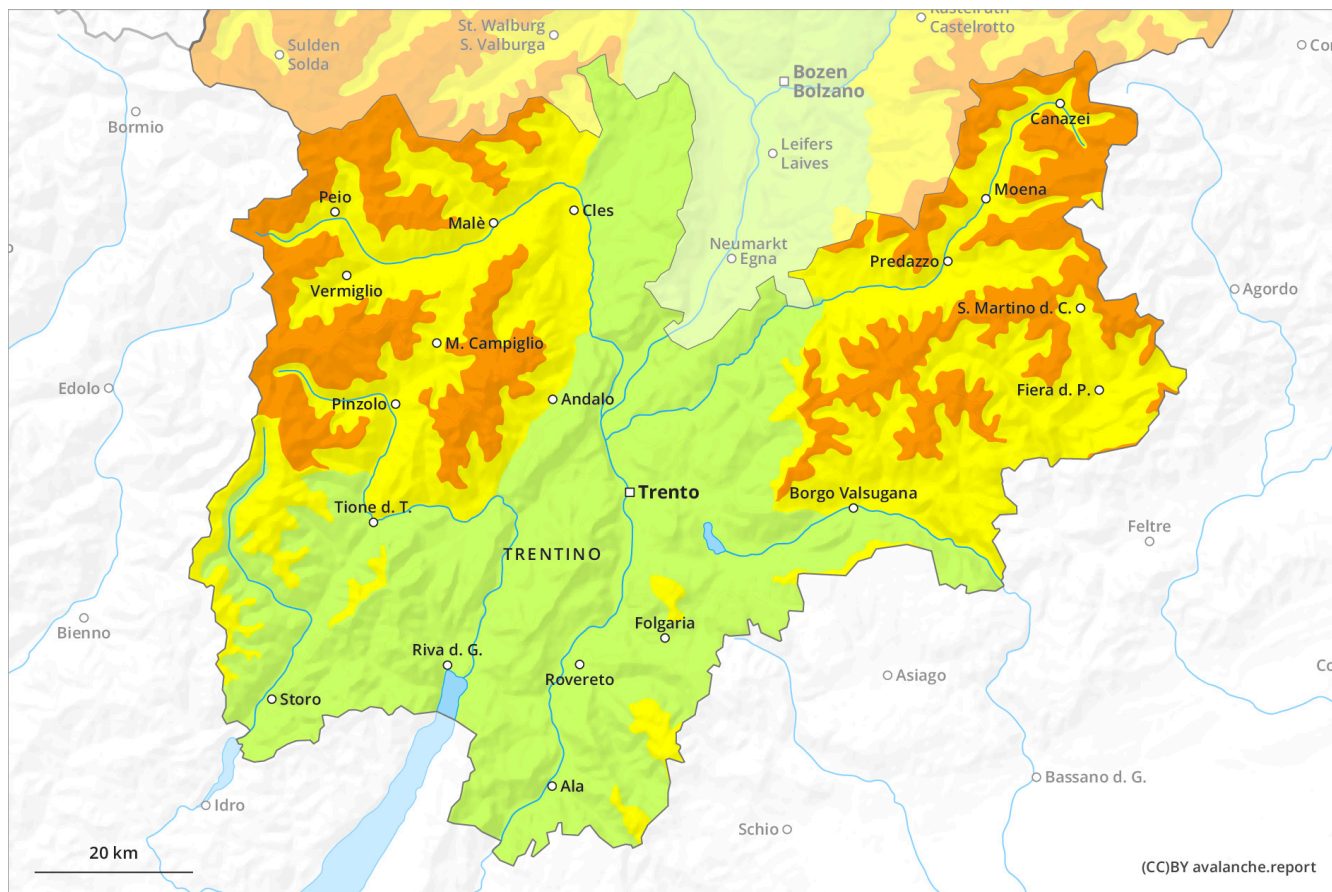 St. Walburg
S. Valburga
Castelrotto
Sulden
Solda
Bozen
Bolzano
Bormio
Canazei
Leifers
Laives
Peio
Moena
Malè
Cles
Neumarkt
Egna
Predazzo
Vermiglio
Agordo
S. Martino d. C.
M. Campiglio
Edolo
Fiera d. P.
Pinzolo
Andalo
Trento
Borgo Valsugana
Tione d. T.
Feltre
TRENTINO
Bienno
Folgaria
Riva d. G.
Rovereto
Asiago
Storo
Bassano d. G.
Ala
Idro
Schio
20 km
(CC)BY avalanche.report